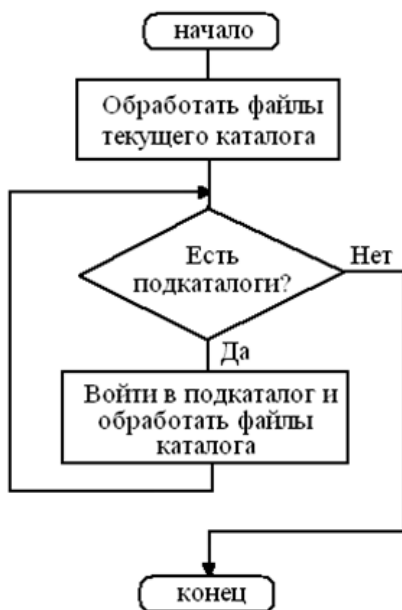 начало
Обработать файлы
текущего каталога
Есть
подкаталоги?
Нет
Да
Войти в подкаталог и
обработать файлы
каталога
конец